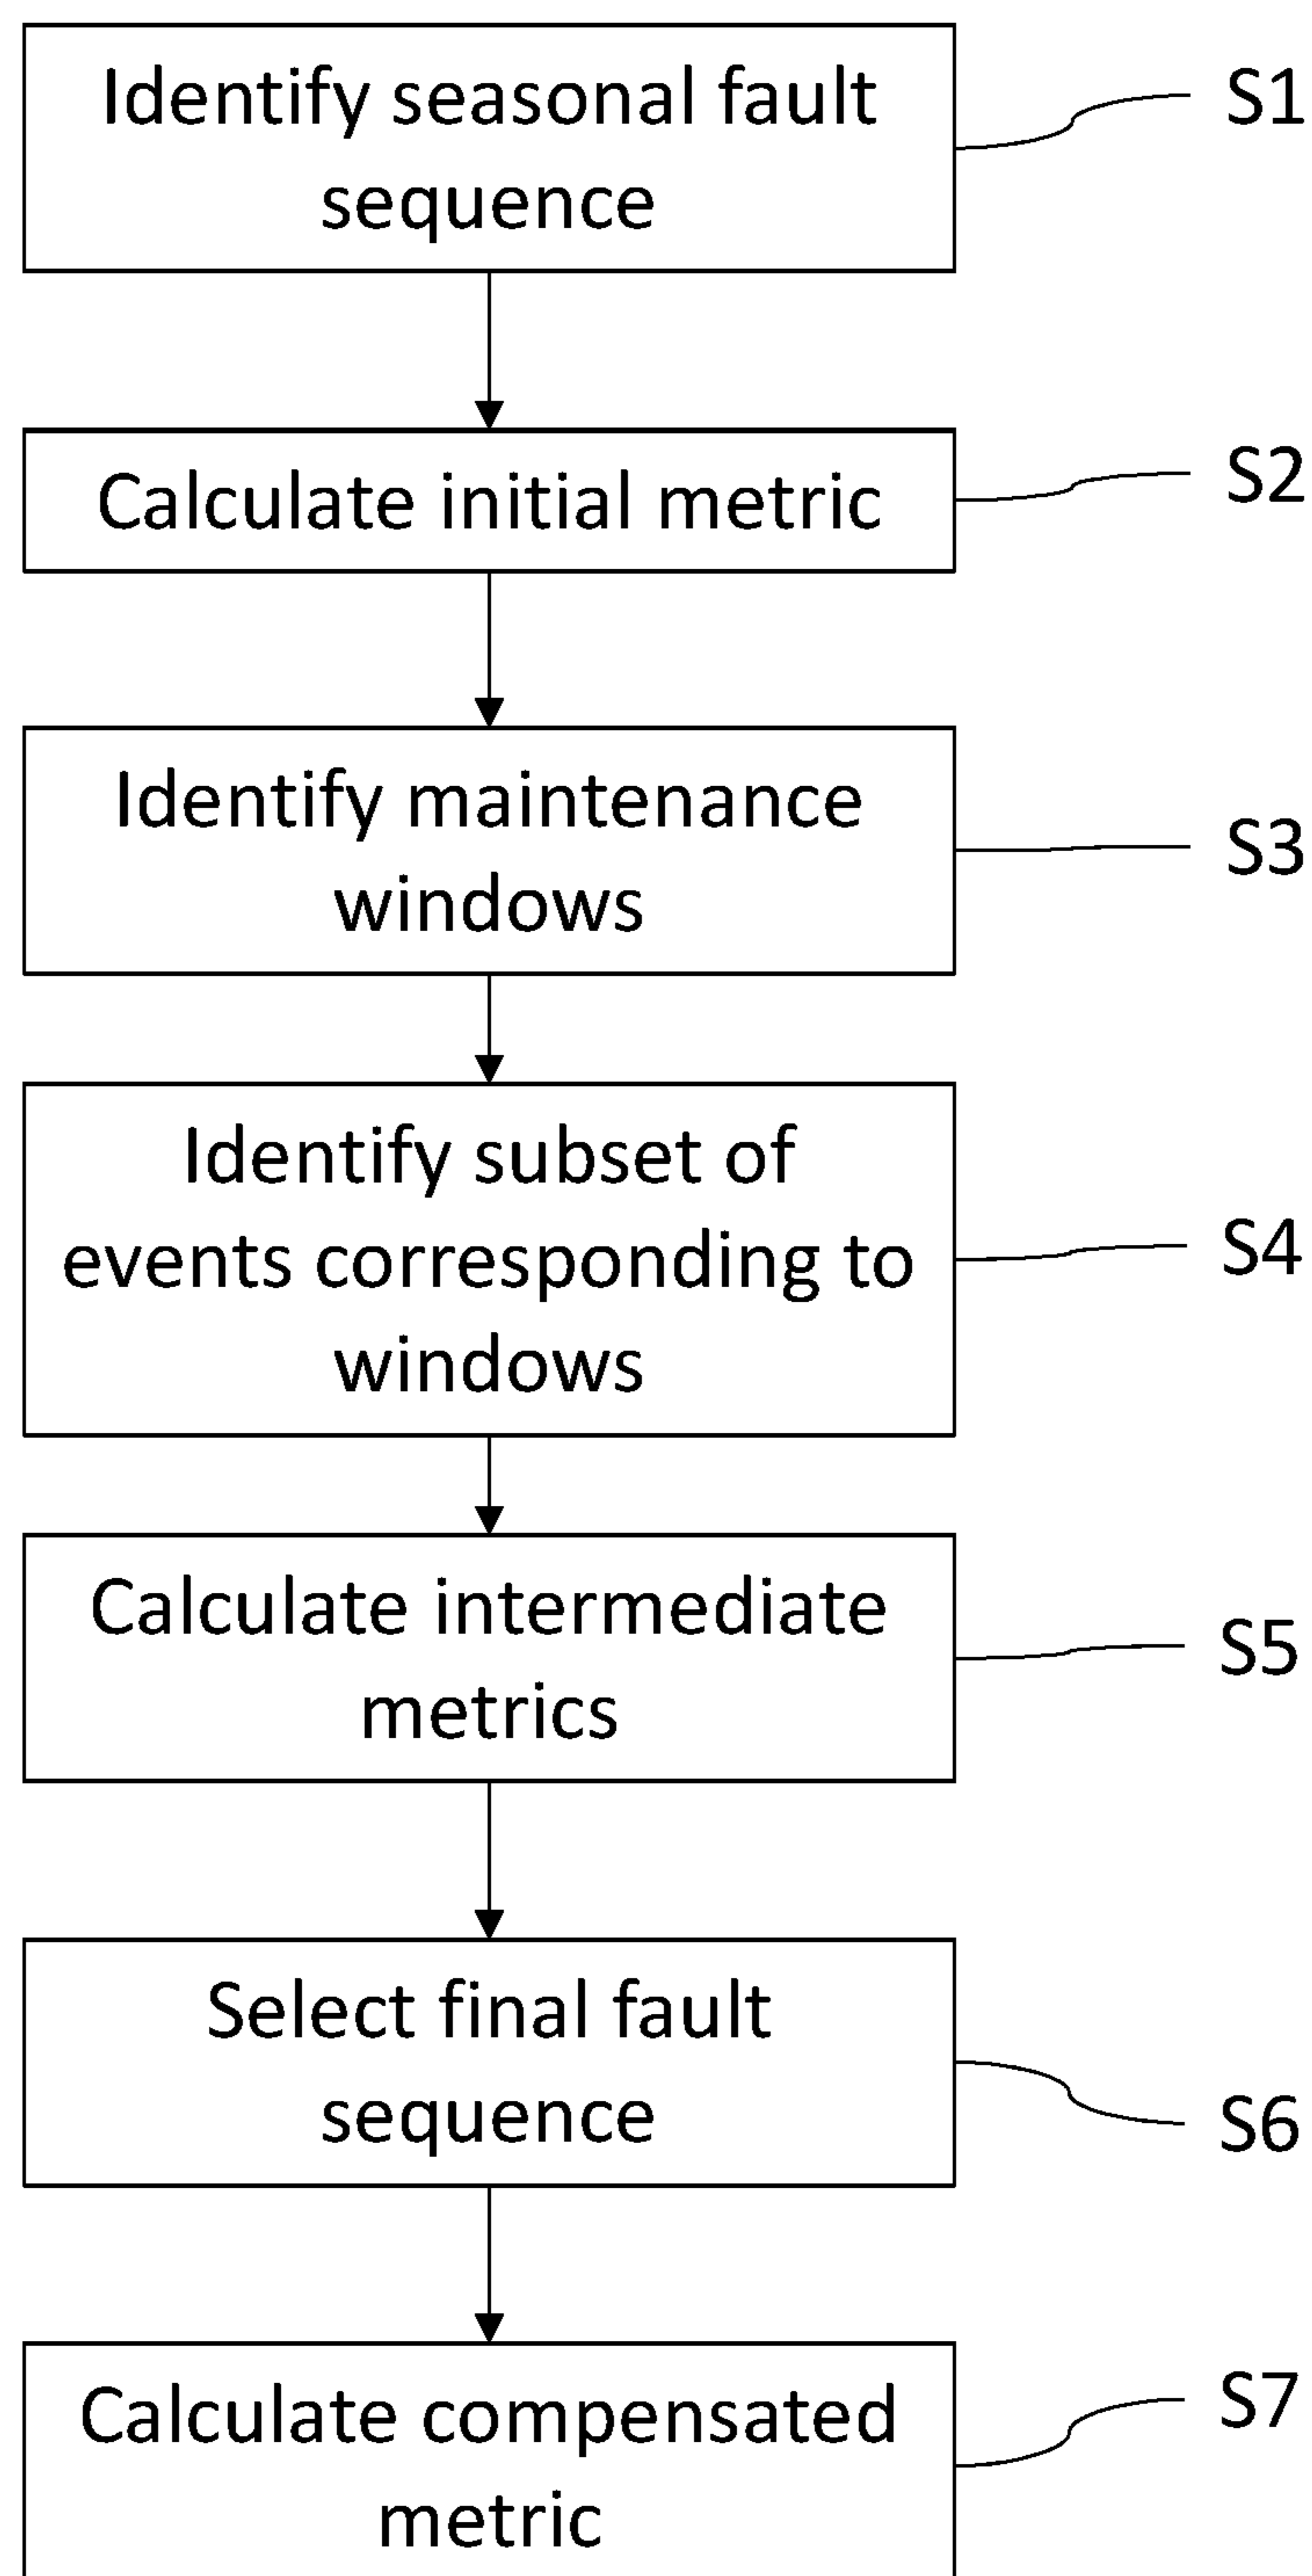 Identify seasonal fault
sequence
S1
Calculate initial metric
S2
Identify maintenance
windows
S3
Identify subset of
events corresponding to
windows
S4
Calculate intermediate
metrics
S5
Select final fault
sequence
S6
Calculate compensated
metric
S7